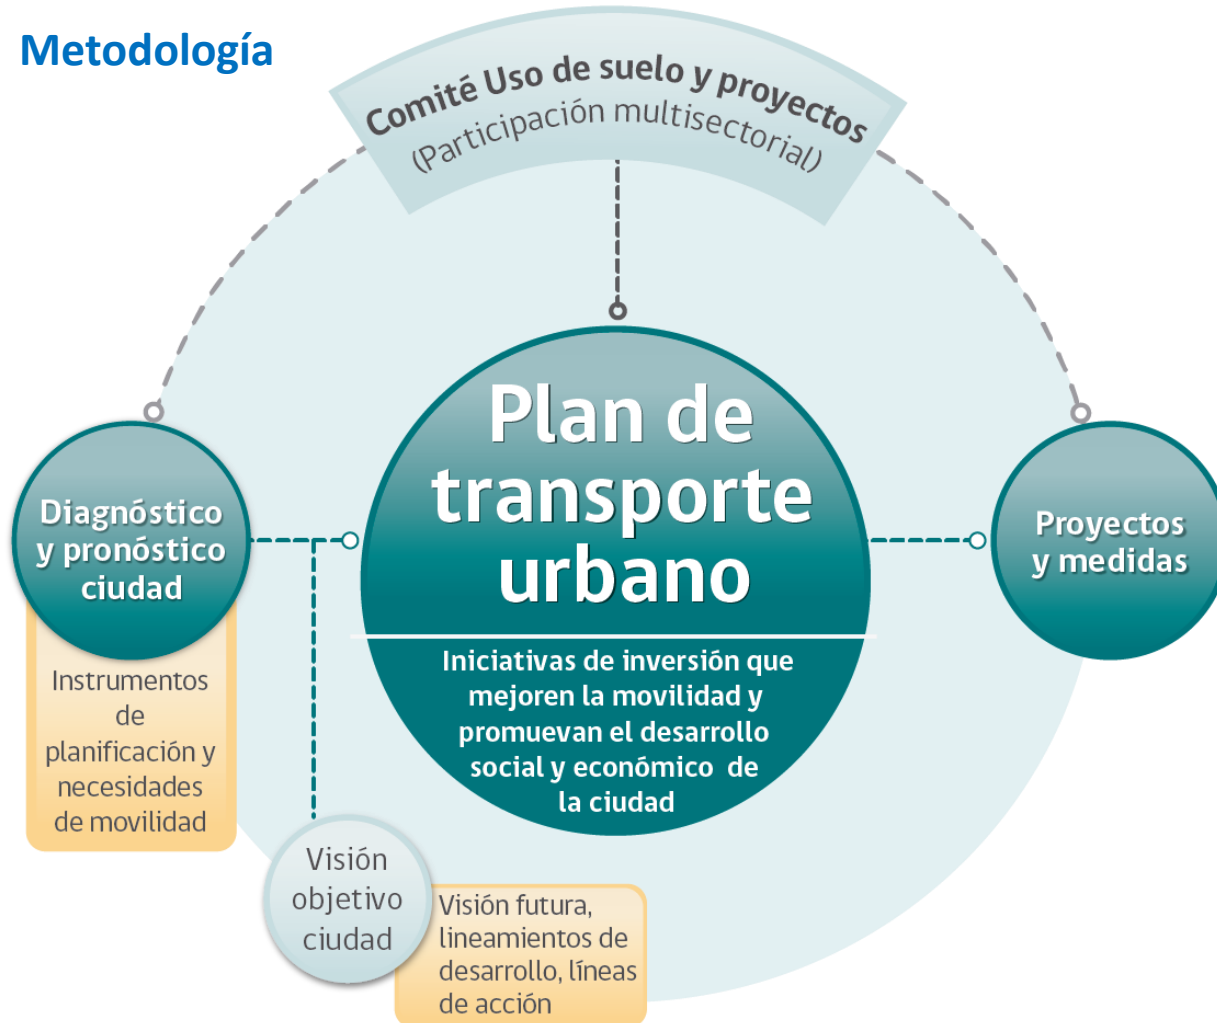 Metodología
Comité Uso de suelo y proyectos
(Participación multisectorial)
Plan de
transporte
urbano
Iniciativas de inversión que
mejoren la movilidad y
promuevan el desarrollo
social y económico de
la ciudad
Diagnóstico
y pronóstico
ciudad
Instrumentos
de
planificación y
necesidades
de movilidad
Visión
objetivo
ciudad
Visión futura,
lineamientos de
desarrollo, líneas
de acción
Proyectos
y medidas